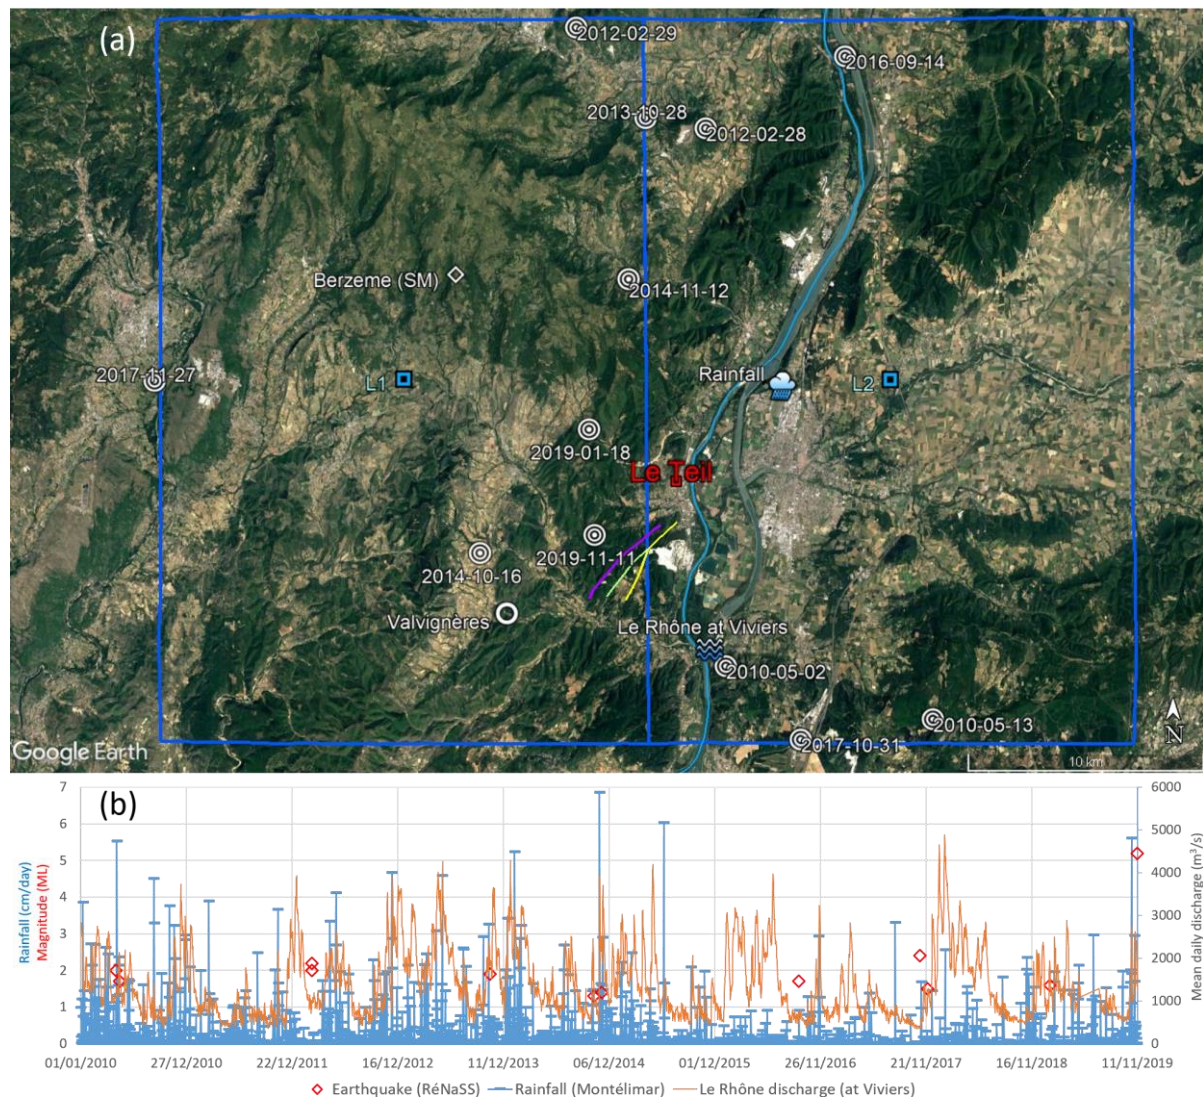 (a)
2012-02-29
2016-09-14
2013-10-28
2012-02-28
Berzeme (SM)
2014-11-12
2017-11-27
L1
Rainfall
L2
2019-01-18
Le Teil
2019-11-11
2014-10-16
Valvignères
Le Rhône at Viviers
2010-05-02
2010-05-13
2017-10-31
N
Google Earth
10 km
(b)
7
6
5
4
3
2
1
0
Rainfall (cm/day)
Magnitude (ML)
6000
5000
4000
3000
2000
1000
0
Mean daily discharge (m³/s)
01/01/2010
27/12/2010
22/12/2011
16/12/2012
11/12/2013
06/12/2014
01/12/2015
26/11/2016
21/11/2017
16/11/2018
11/11/2019
Earthquake (RéNaSS)
Rainfall (Montélimar)
Le Rhône discharge (at Viviers)